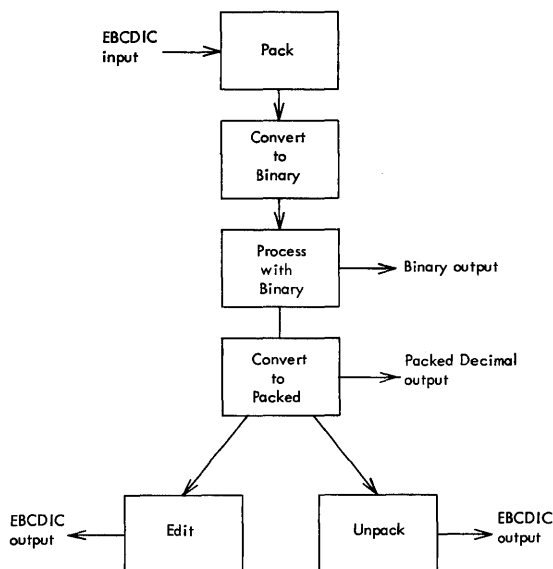 EBCDIC
input
Pack
Convert
to
Binary
Process
with
Binary
Binary output
Convert
to
Packed
Packed Decimal
output
EBCDIC
output
Edit
Unpack
EBCDIC
output